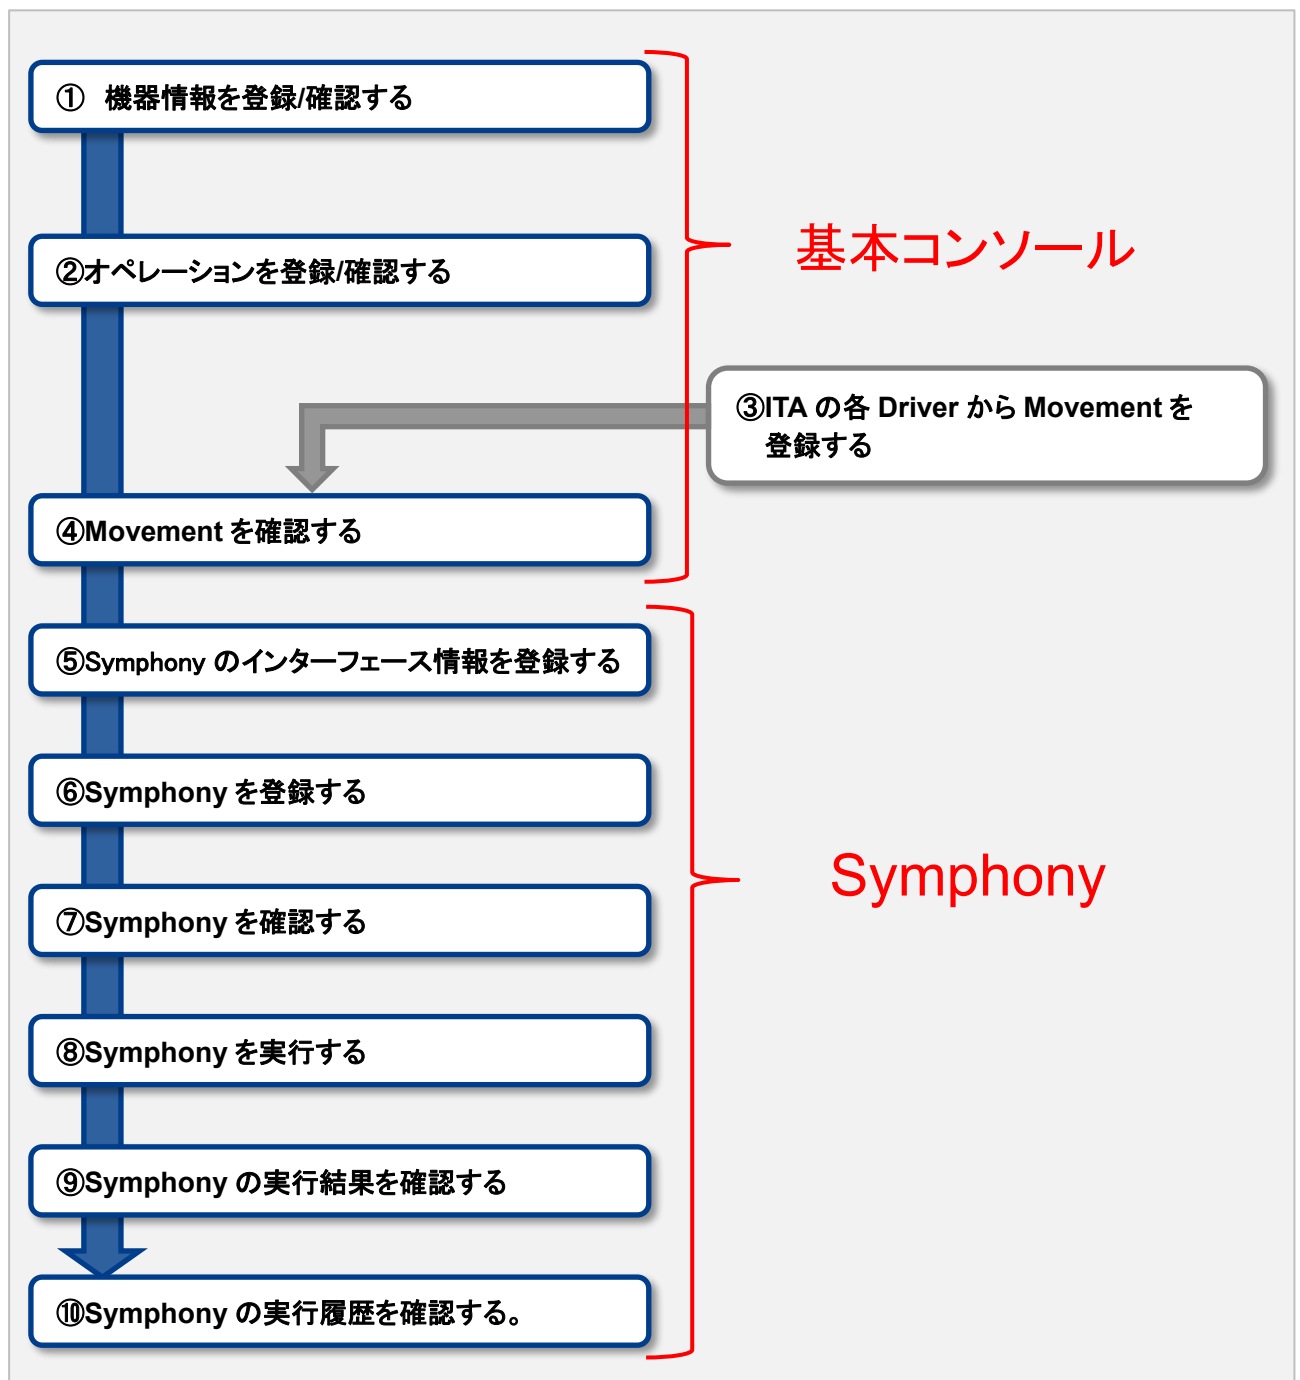 ① 機器情報を登録/確認する
②オペレーションを登録/確認する
基本コンソール
③ITA の各 Driver から Movement を
登録する
④Movement を確認する
⑤Symphony のインターフェース情報を登録する
⑥Symphony を登録する
Symphony
⑦Symphony を確認する
⑧Symphony を実行する
⑨Symphony の実行結果を確認する
⑩Symphony の実行履歴を確認する。